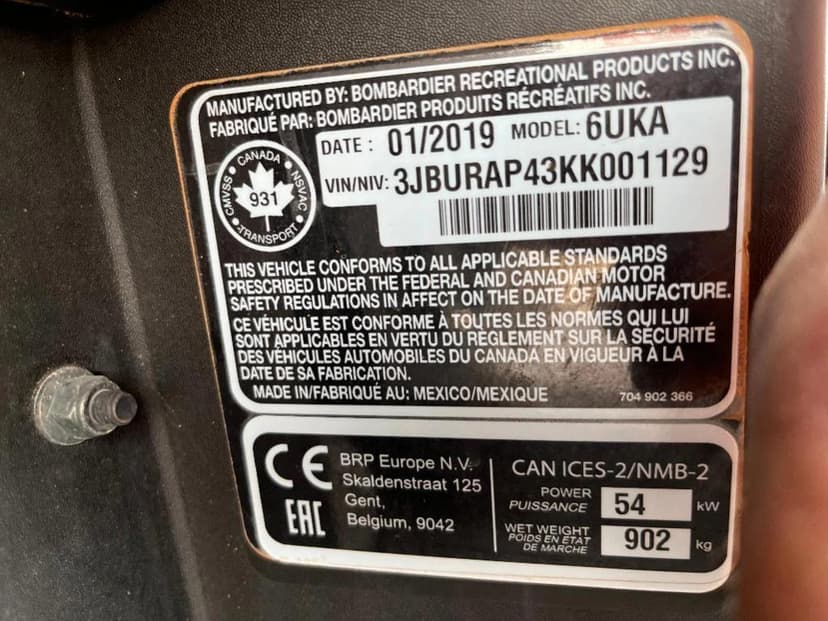 MANUFACTURED BY: BOMBARDIER RECREATIONAL PRODUCTS INC.
FABRIQUÉ PAR: BOMBARDIER PRODUITS RÉCRÉATIFS INC.
DATE : 01/2019 MODEL: 6UKA
VIN/NIV: 3JBURAP43KK001129
CANADA
CMVSS • NSVAC
931
TRANSPORT
THIS VEHICLE CONFORMS TO ALL APPLICABLE STANDARDS
PRESCRIBED UNDER THE FEDERAL AND CANADIAN MOTOR
SAFETY REGULATIONS IN AFFECT ON THE DATE OF MANUFACTURE.
CE VÉHICULE EST CONFORME À TOUTES LES NORMES QUI LUI
SONT APPLICABLES EN VERTU DU RÈGLEMENT SUR LA SÉCURITÉ
DES VÉHICULES AUTOMOBILES DU CANADA EN VIGUEUR À LA
DATE DE SA FABRICATION.
MADE IN/FABRIQUÉ AU: MEXICO/MEXIQUE
704 902 366
CE
EAC
BRP Europe N.V.
Skaldenstraat 125
Gent,
Belgium, 9042
CAN ICES-2/NMB-2
POWER
PUISSANCE
54 kW
WET WEIGHT
POIDS EN ÉTAT
DE MARCHE
902 kg